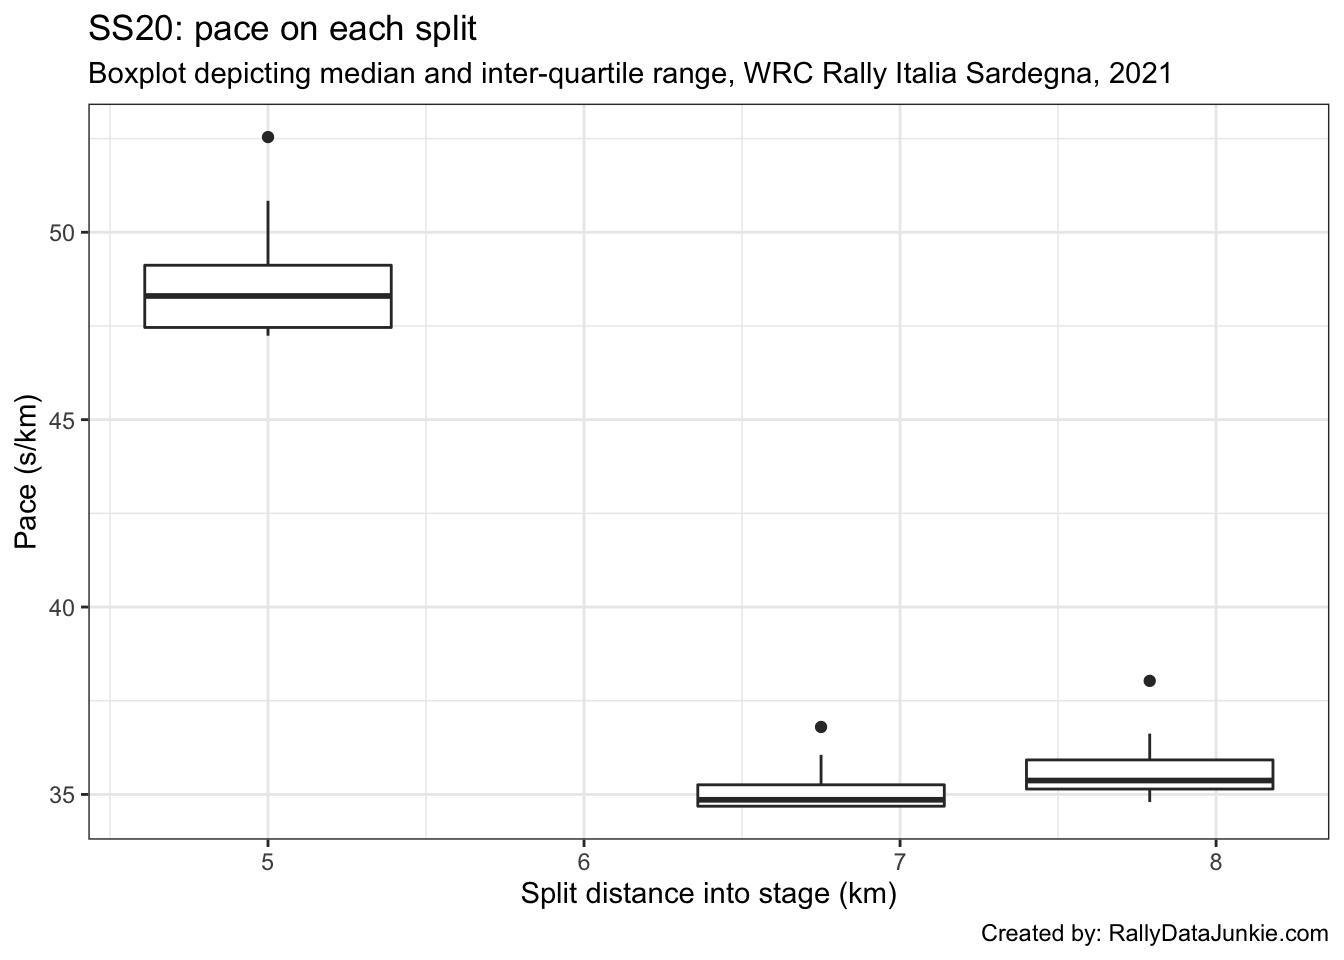 SS20: pace on each split
Boxplot depicting median and inter-quartile range, WRC Rally Italia Sardegna, 2021
Pace (s/km)
50
45
40
35
5 6 7 8
Split distance into stage (km)
Created by: RallyDataJunkie.com